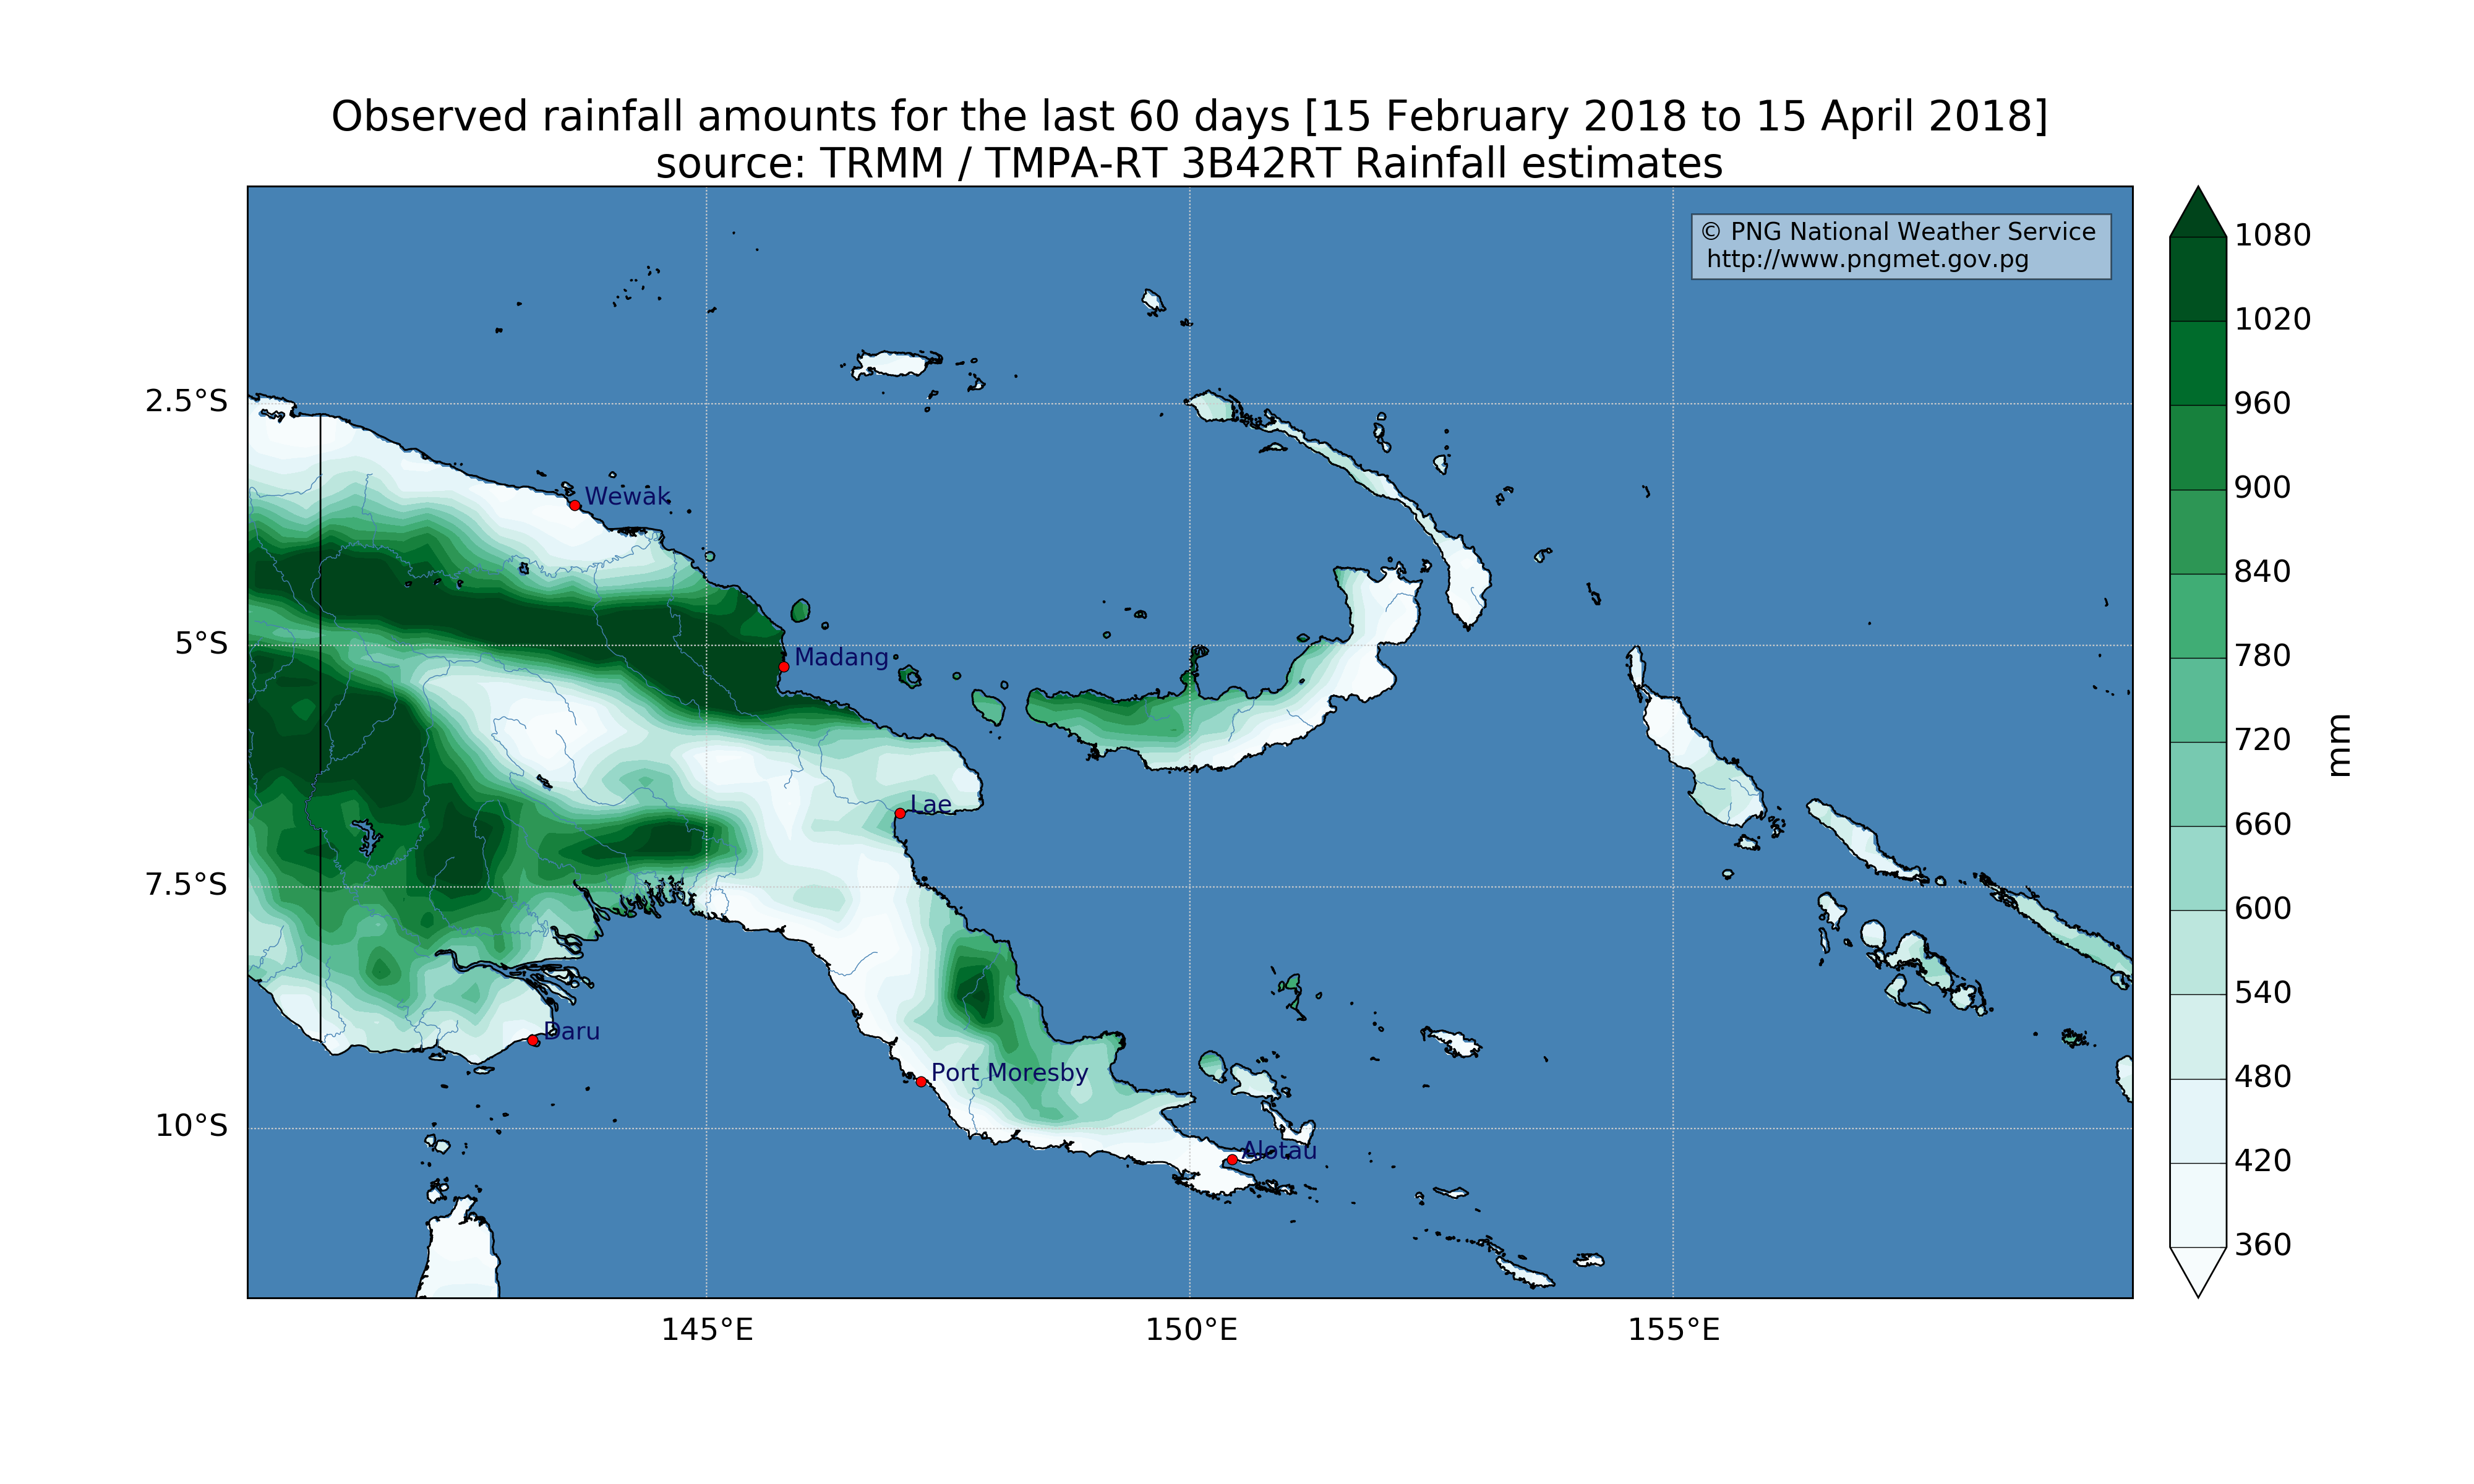 Observed rainfall amounts for the last 60 days [15 February 2018 to 15 April 2018]
source: TRMM / TMPA-RT 3B42RT Rainfall estimates
© PNG National Weather Service
http://www.pngmet.gov.pg
1080
1020
960
900
840
780
720
660
600
540
480
420
360
mm
2.5°S
5°S
7.5°S
10°S
Wewak
Madang
Lae
Daru
Port Moresby
Alotau
145°E
150°E
155°E